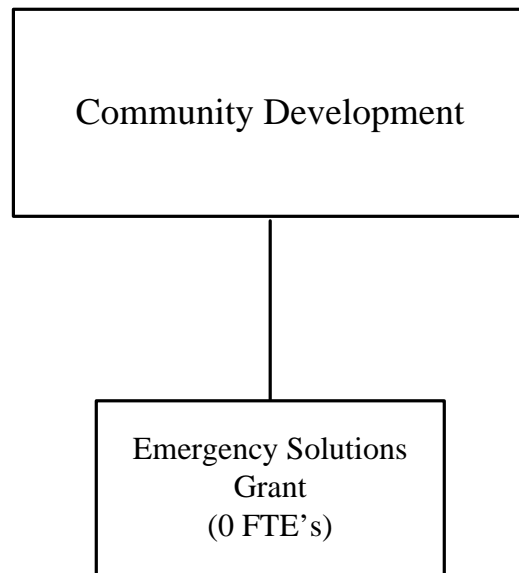 Community Development
Emergency Solutions
Grant
(0 FTE’s)